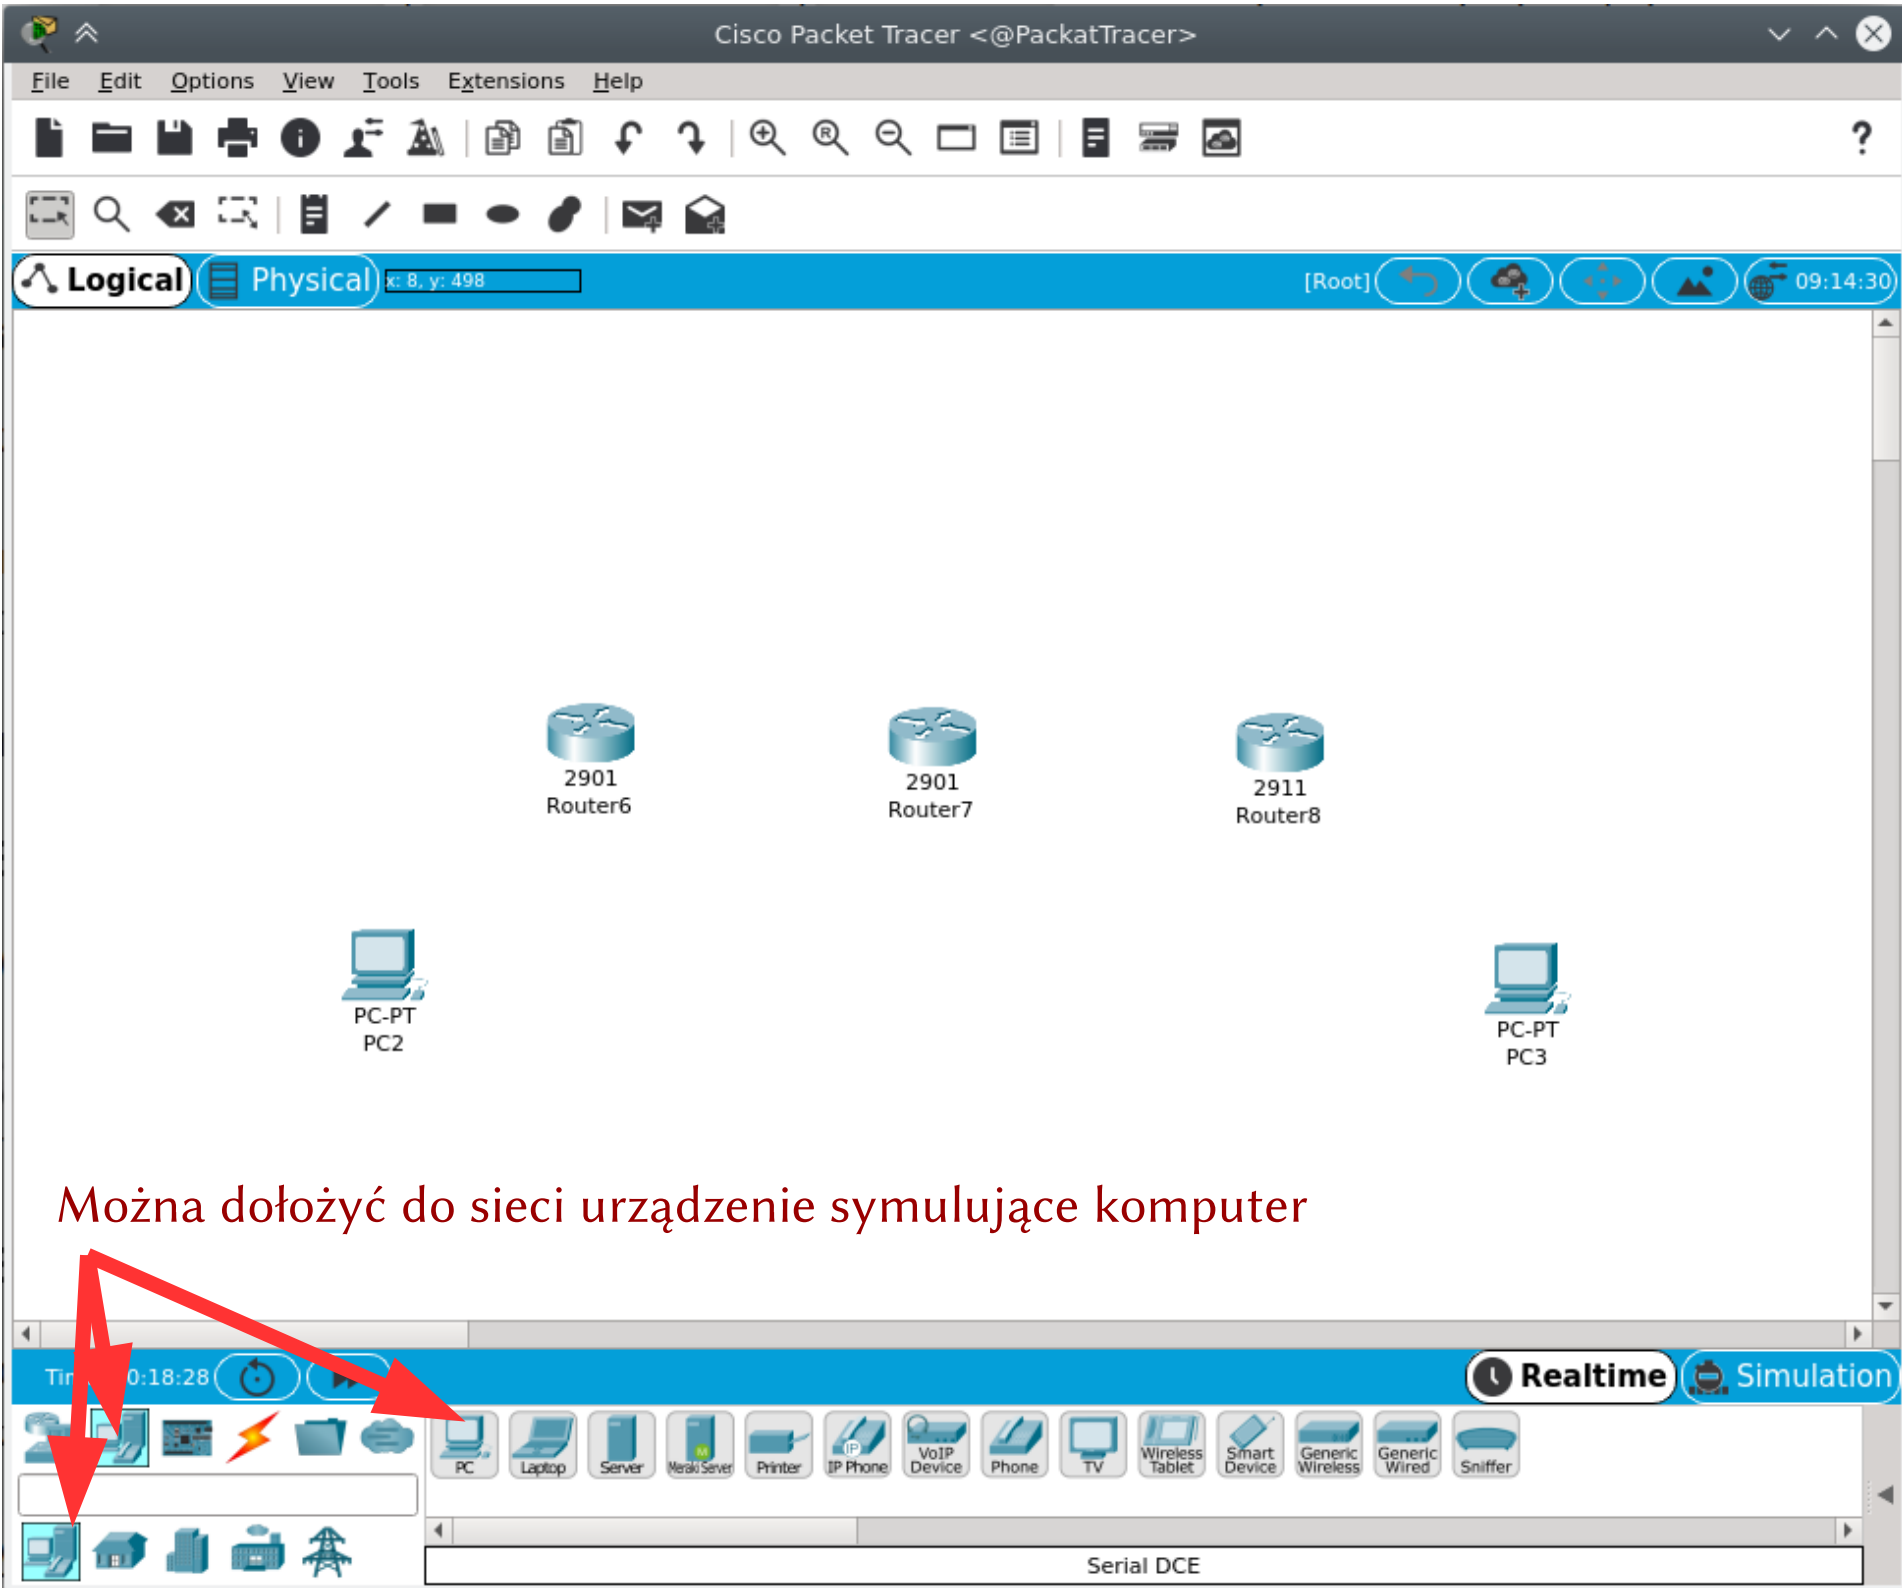 Cisco Packet Tracer <@PackatTracer>
File Edit Options View Tools Extensions Help
Logical Physical x: 8, y: 498 [Root] 09:14:30
2901
Router6
2901
Router7
2911
Router8
PC-PT
PC2
PC-PT
PC3
Można dołożyć do sieci urządzenie symulujące komputer
0:18:28 Realtime Simulation
PC
Laptop
Server
Meraki Server
Printer
IP
IP Phone
VoIP
Device
Phone
TV
Wireless
Tablet
Smart
Device
Generic
Wireless
Generic
Wired
Sniffer
Serial DCE